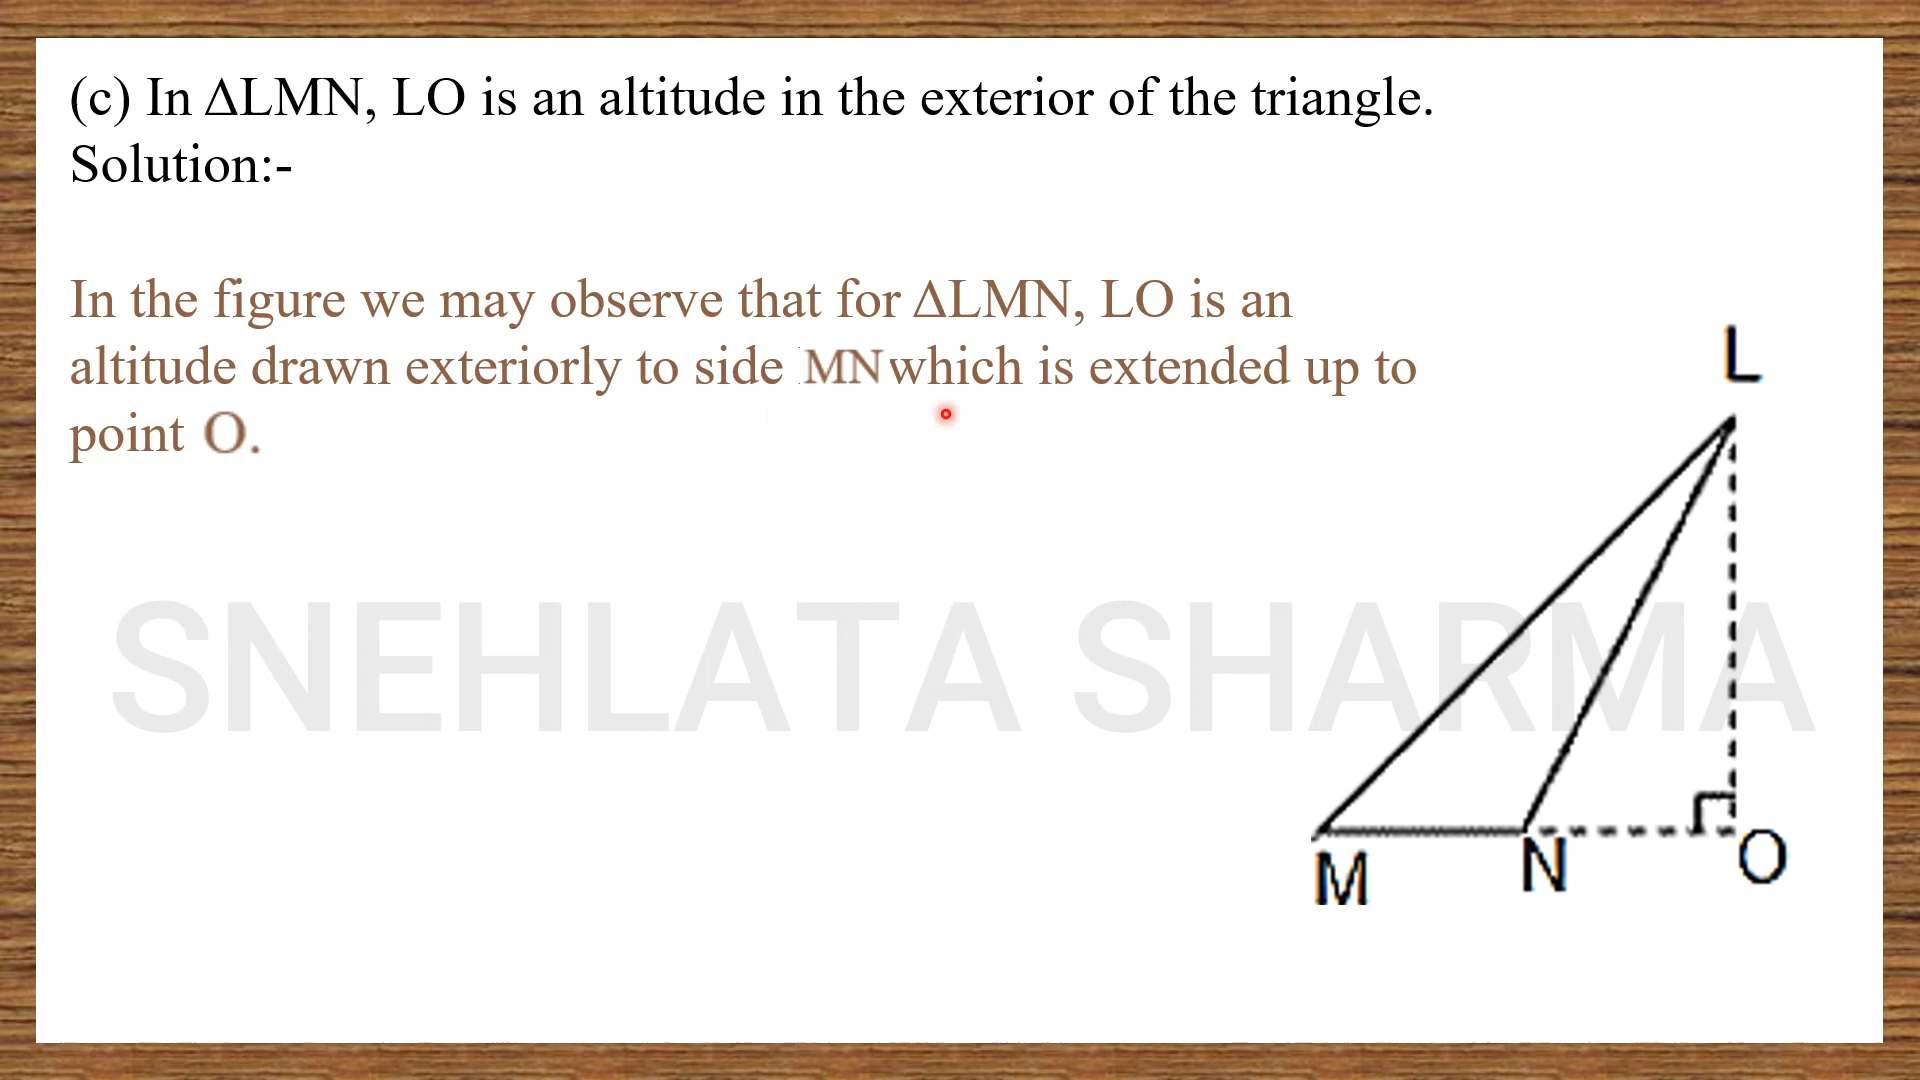 (c) In ΔLMN, LO is an altitude in the exterior of the triangle.
Solution:-
In the figure we may observe that for ΔLMN, LO is an
altitude drawn exteriorly to side MN which is extended up to
point O.
L
SNEHLATA SHARMA
M N O